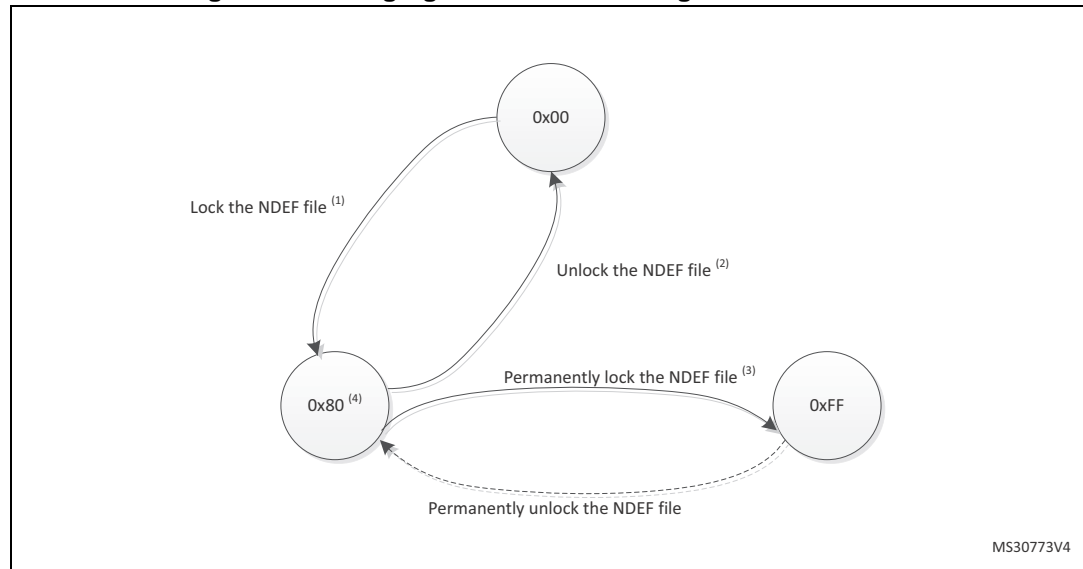 0x00
Lock the NDEF file (1)
Unlock the NDEF file (2)
Permanently lock the NDEF file (3)
0x80 (4)
0xFF
Permanently unlock the NDEF file
MS30773V4